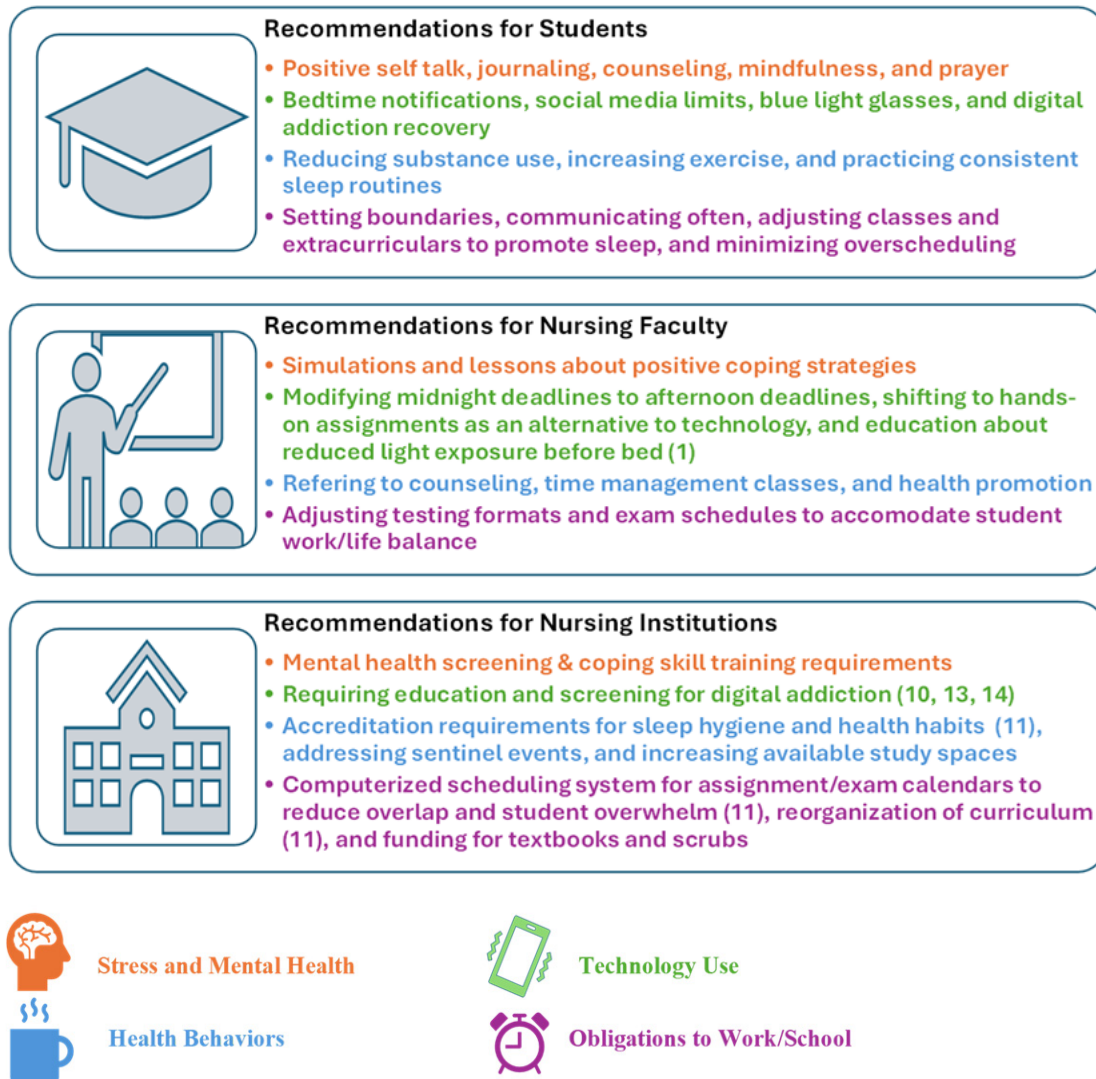 Recommendations for Students
• Positive self talk, journaling, counseling, mindfulness, and prayer
• Bedtime notifications, social media limits, blue light glasses, and digital
addiction recovery
• Reducing substance use, increasing exercise, and practicing consistent
sleep routines
• Setting boundaries, communicating often, adjusting classes and
extracurriculars to promote sleep, and minimizing overscheduling
Recommendations for Nursing Faculty
• Simulations and lessons about positive coping strategies
• Modifying midnight deadlines to afternoon deadlines, shifting to hands-
on assignments as an alternative to technology, and education about
reduced light exposure before bed (1)
• Refering to counseling, time management classes, and health promotion
• Adjusting testing formats and exam schedules to accomodate student
work/life balance
Recommendations for Nursing Institutions
• Mental health screening & coping skill training requirements
• Requiring education and screening for digital addiction (10, 13, 14)
• Accreditation requirements for sleep hygiene and health habits (11),
addressing sentinel events, and increasing available study spaces
• Computerized scheduling system for assignment/exam calendars to
reduce overlap and student overwhelm (11), reorganization of curriculum
(11), and funding for textbooks and scrubs
Stress and Mental Health
Technology Use
Health Behaviors
Obligations to Work/School